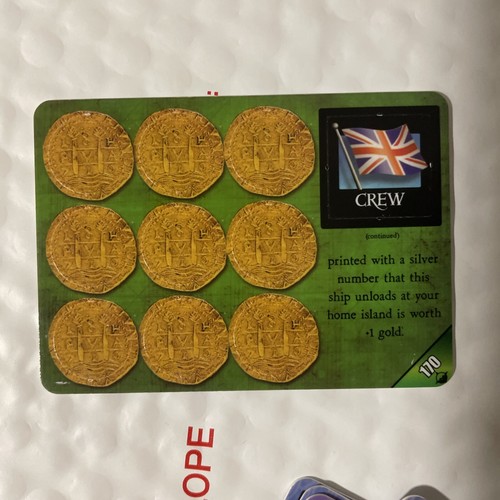 CREW
(continued)
printed with a silver
number that this
ship unloads at your
home island is worth
+1 gold.
170
OPE